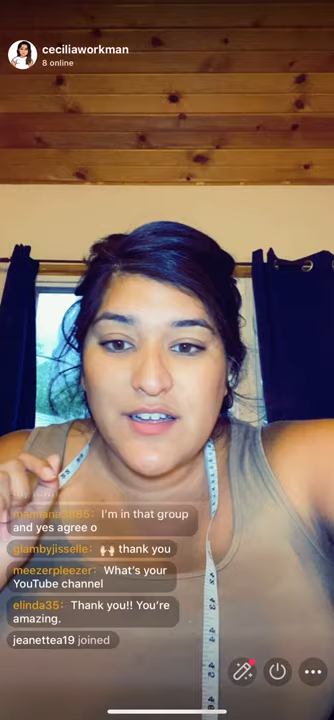 ceciliaworkman
8 online
I'm in that group
and yes agree o
glambyjisselle: 🙌🏼 thank you
meezerpleezer: What's your
YouTube channel
elinda35: Thank you!! You're
amazing.
jeanettea19 joined
42